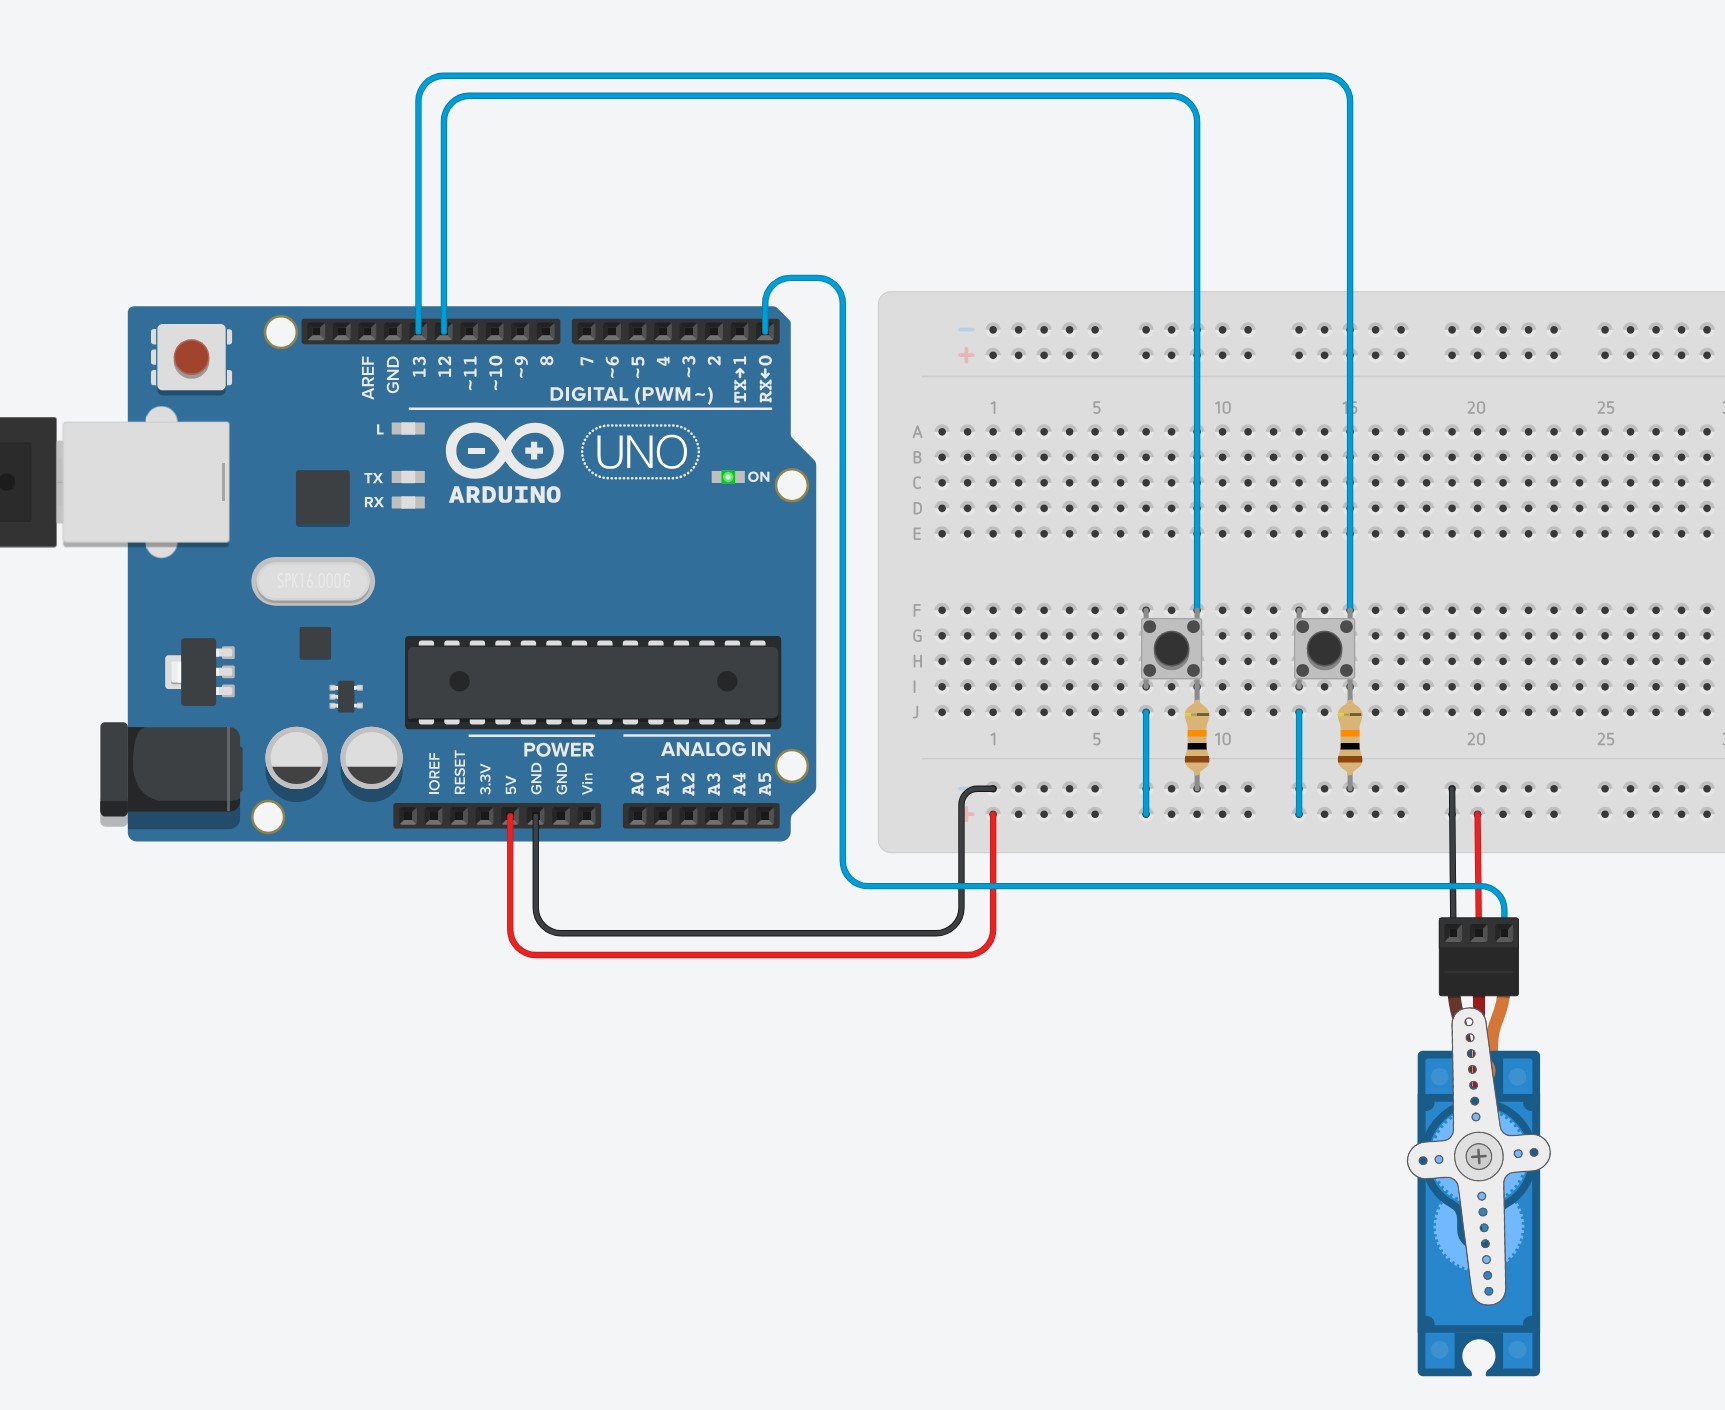 AREF
GND
13
12
~11
~10
~9
8
7
~6
~5
4
~3
2
TX→1
RX←0
DIGITAL (PWM~)
L
TX
RX
ARDUINO
UNO
ON
SPK16.000G
POWER
ANALOG IN
IOREF
RESET
3.3V
5V
GND
GND
Vin
A0
A1
A2
A3
A4
A5
−
+
1 5 10 15 20 25
A
B
C
D
E
F
G
H
I
J
1 5 10 20 25
−
+